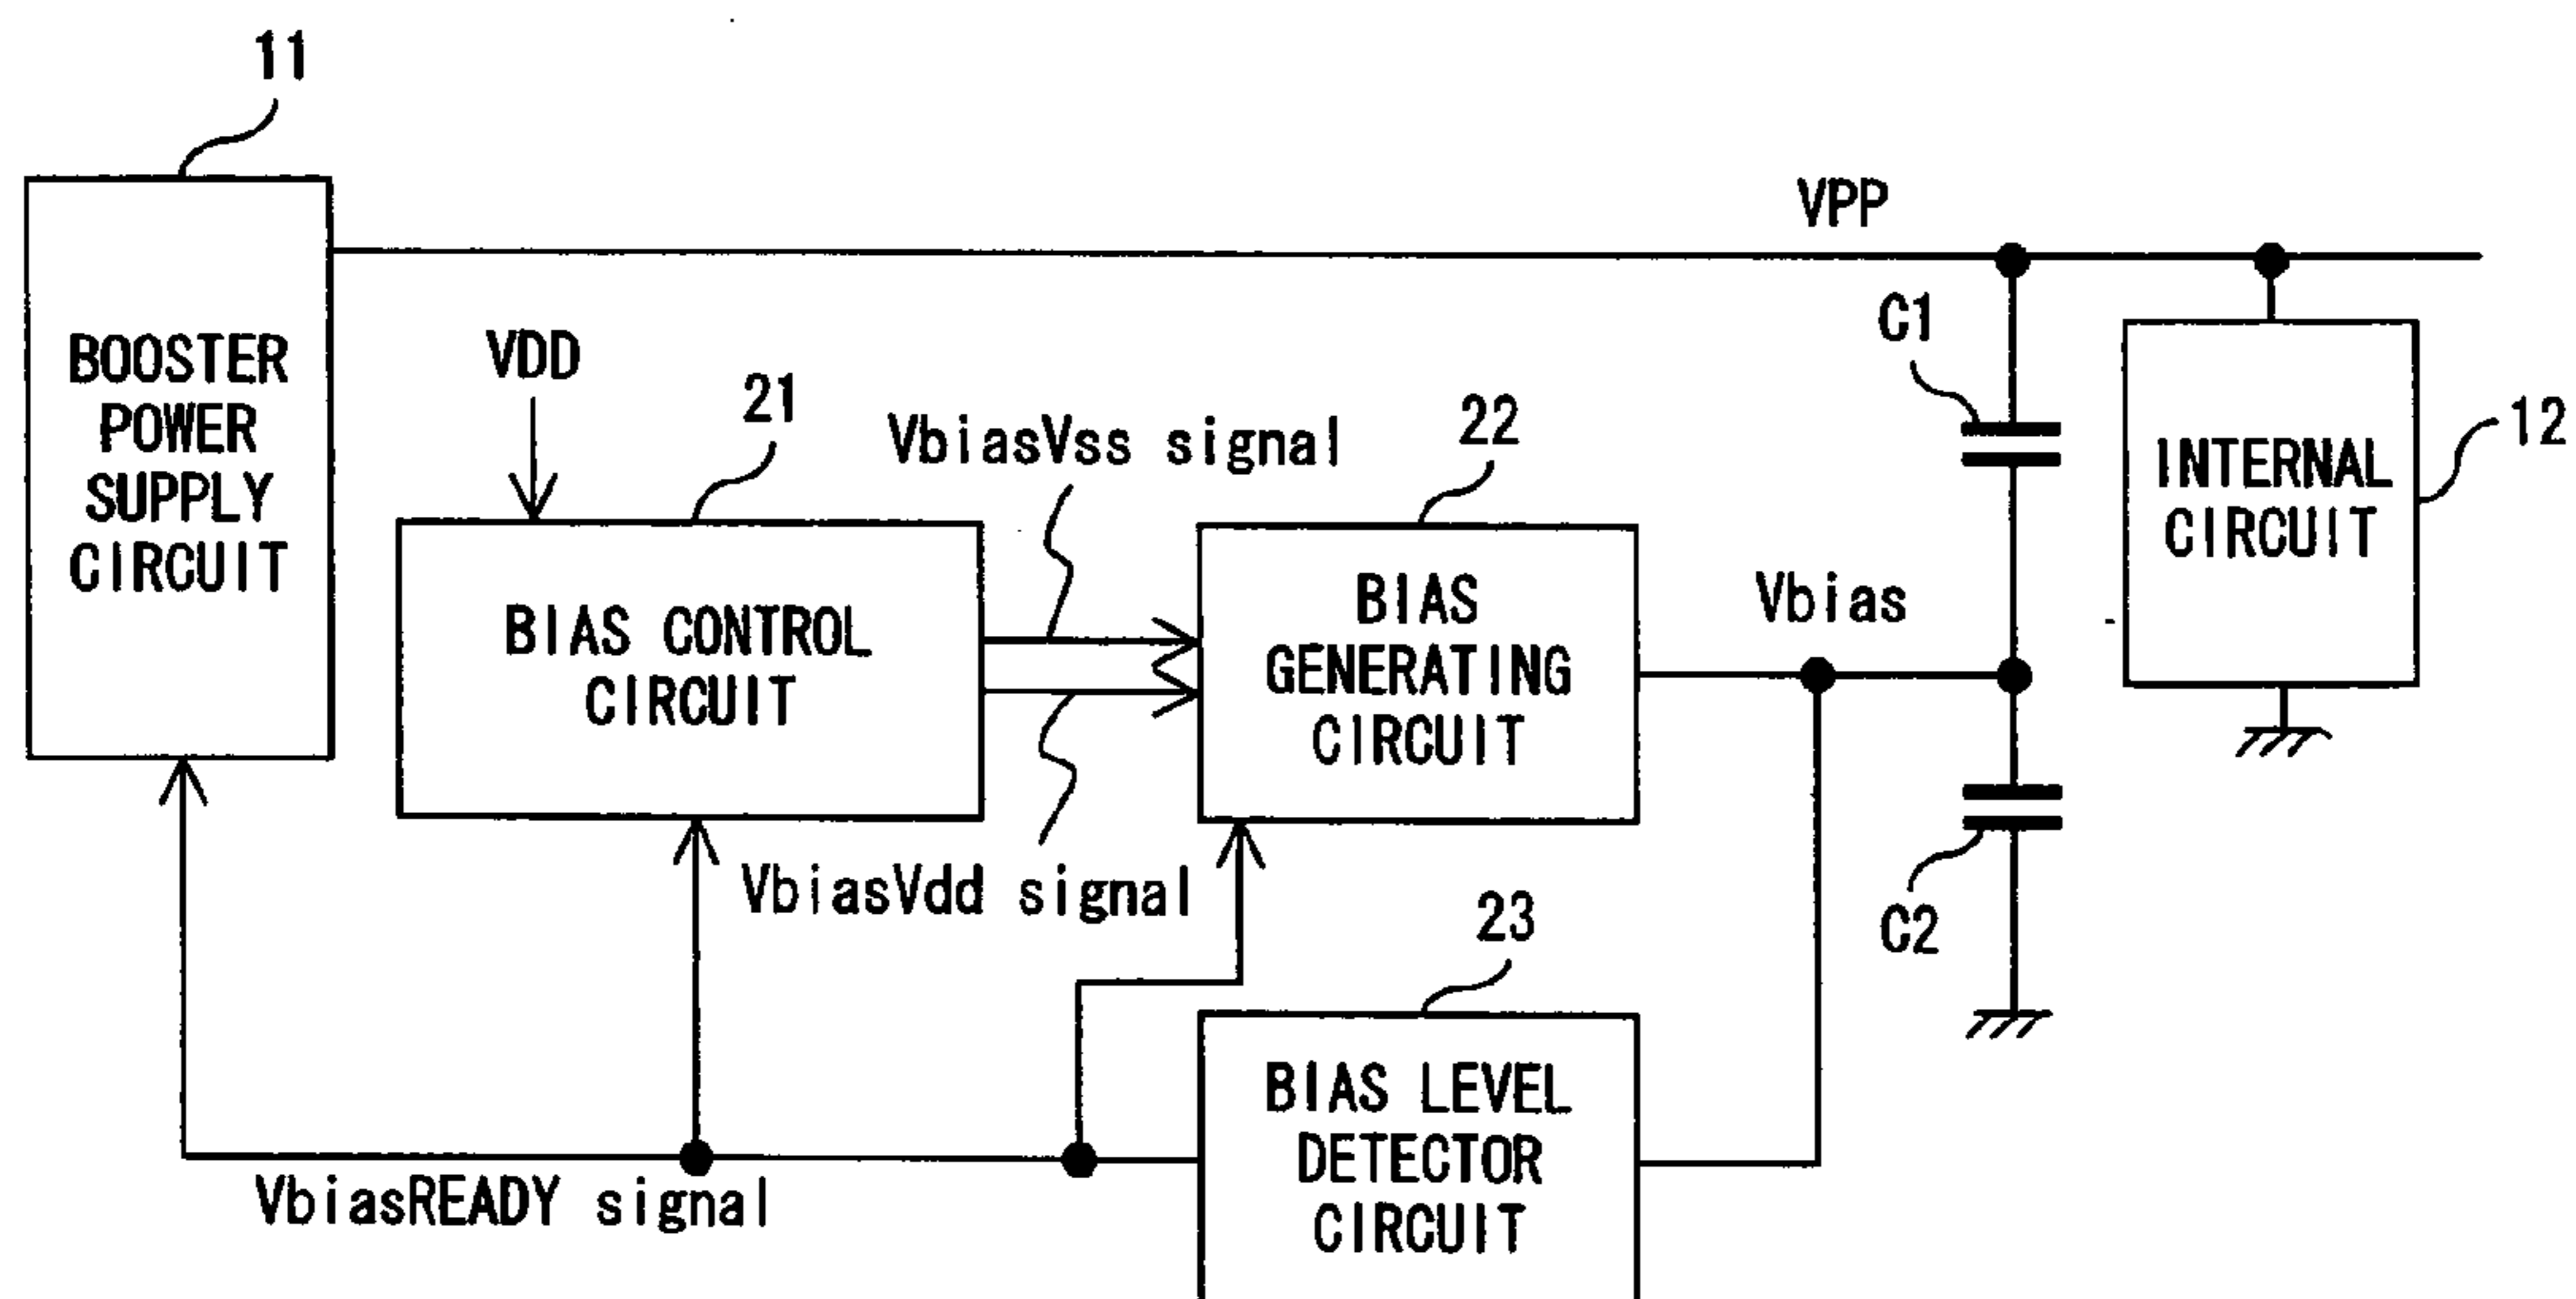 11
VPP
BOOSTER
POWER
SUPPLY
CIRCUIT
VDD
21
VbiasVss signal
22
C1
12
INTERNAL
CIRCUIT
BIAS CONTROL
CIRCUIT
BIAS
GENERATING
CIRCUIT
Vbias
VbiasVdd signal
23
C2
BIAS LEVEL
DETECTOR
CIRCUIT
VbiasREADY signal